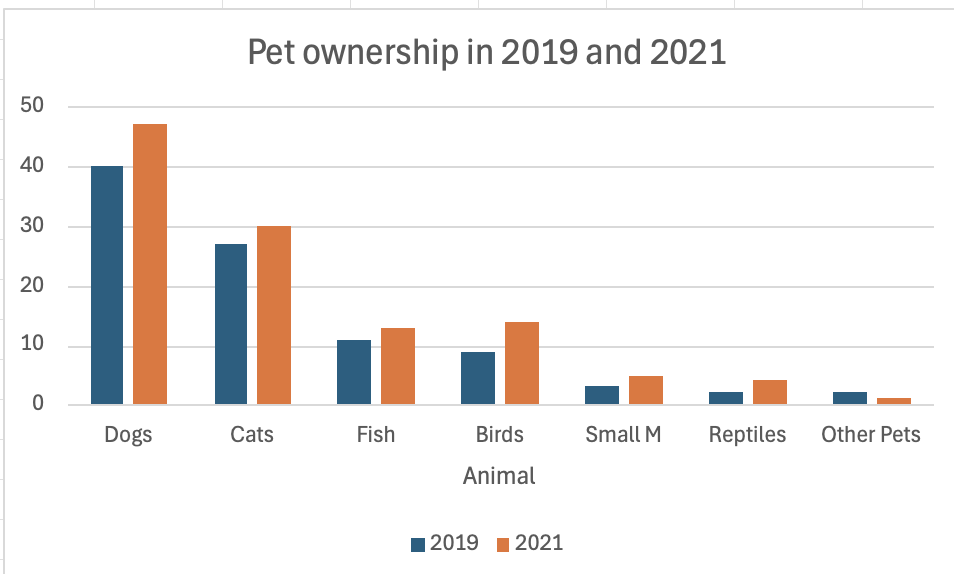 Pet ownership in 2019 and 2021
50
40
30
20
10
0
Dogs Cats Fish Birds Small M Reptiles Other Pets
Animal
2019 2021